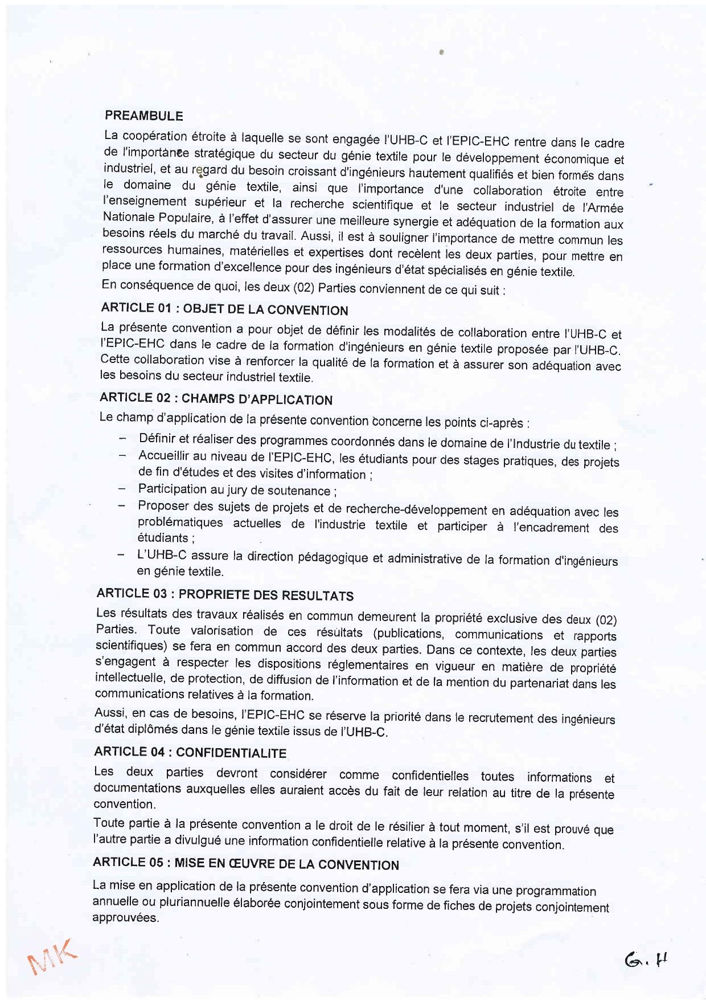 PREAMBULE
La coopération étroite à laquelle se sont engagée l'UHB-C et l'EPIC-EHC rentre dans le cadre
de l'importance stratégique du secteur du génie textile pour le développement économique et
industriel, et au regard du besoin croissant d'ingénieurs hautement qualifiés et bien formés dans
le domaine du génie textile, ainsi que l'importance d'une collaboration étroite entre
l'enseignement supérieur et la recherche scientifique et le secteur industriel de l'Armée
Nationale Populaire, à l'effet d'assurer une meilleure synergie et adéquation de la formation aux
besoins réels du marché du travail. Aussi, il est à souligner l'importance de mettre commun les
ressources humaines, matérielles et expertises dont recèlent les deux parties, pour mettre en
place une formation d'excellence pour des ingénieurs d'état spécialisés en génie textile.
En conséquence de quoi, les deux (02) Parties conviennent de ce qui suit :
ARTICLE 01 : OBJET DE LA CONVENTION
La présente convention a pour objet de définir les modalités de collaboration entre l'UHB-C et
l'EPIC-EHC dans le cadre de la formation d'ingénieurs en génie textile proposée par l'UHB-C.
Cette collaboration vise à renforcer la qualité de la formation et à assurer son adéquation avec
les besoins du secteur industriel textile.
ARTICLE 02 : CHAMPS D'APPLICATION
Le champ d'application de la présente convention concerne les points ci-après :
– Définir et réaliser des programmes coordonnés dans le domaine de l'Industrie du textile ;
– Accueillir au niveau de l'EPIC-EHC, les étudiants pour des stages pratiques, des projets
de fin d'études et des visites d'information ;
– Participation au jury de soutenance ;
– Proposer des sujets de projets et de recherche-développement en adéquation avec les
problématiques actuelles de l'industrie textile et participer à l'encadrement des
étudiants ;
– L'UHB-C assure la direction pédagogique et administrative de la formation d'ingénieurs
en génie textile.
ARTICLE 03 : PROPRIETE DES RESULTATS
Les résultats des travaux réalisés en commun demeurent la propriété exclusive des deux (02)
Parties. Toute valorisation de ces résultats (publications, communications et rapports
scientifiques) se fera en commun accord des deux parties. Dans ce contexte, les deux parties
s'engagent à respecter les dispositions réglementaires en vigueur en matière de propriété
intellectuelle, de protection, de diffusion de l'information et de la mention du partenariat dans les
communications relatives à la formation.
Aussi, en cas de besoins, l'EPIC-EHC se réserve la priorité dans le recrutement des ingénieurs
d'état diplômés dans le génie textile issus de l'UHB-C.
ARTICLE 04 : CONFIDENTIALITE
Les deux parties devront considérer comme confidentielles toutes informations et
documentations auxquelles elles auraient accès du fait de leur relation au titre de la présente
convention.
Toute partie à la présente convention a le droit de le résilier à tout moment, s'il est prouvé que
l'autre partie a divulgué une information confidentielle relative à la présente convention.
ARTICLE 05 : MISE EN ŒUVRE DE LA CONVENTION
La mise en application de la présente convention d'application se fera via une programmation
annuelle ou pluriannuelle élaborée conjointement sous forme de fiches de projets conjointement
approuvées.
MK
G. H